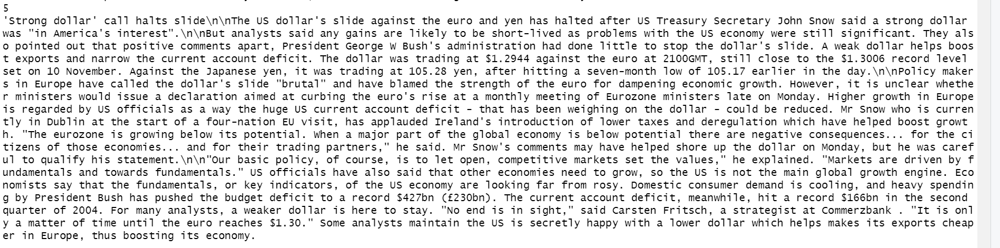 5
'Strong dollar' call halts slide\n\nThe US dollar's slide against the euro and yen has halted after US Treasury Secretary John Snow said a strong dollar
was "in America's interest".\n\nBut analysts said any gains are likely to be short-lived as problems with the US economy were still significant. They als
o pointed out that positive comments apart, President George W Bush's administration had done little to stop the dollar's slide. A weak dollar helps boos
t exports and narrow the current account deficit. The dollar was trading at $1.2944 against the euro at 2100GMT, still close to the $1.3006 record level
set on 10 November. Against the Japanese yen, it was trading at 105.28 yen, after hitting a seven-month low of 105.17 earlier in the day.\n\nPolicy maker
s in Europe have called the dollar's slide "brutal" and have blamed the strength of the euro for dampening economic growth. However, it is unclear whethe
r ministers would issue a declaration aimed at curbing the euro's rise at a monthly meeting of Eurozone ministers late on Monday. Higher growth in Europe
is regarded by US officials as a way the huge US current account deficit - that has been weighing on the dollar - could be reduced. Mr Snow who is curren
tly in Dublin at the start of a four-nation EU visit, has applauded Ireland's introduction of lower taxes and deregulation which have helped boost growt
h. "The eurozone is growing below its potential. When a major part of the global economy is below potential there are negative consequences... for the ci
tizens of those economies... and for their trading partners," he said. Mr Snow's comments may have helped shore up the dollar on Monday, but he was caref
ul to qualify his statement.\n\n"Our basic policy, of course, is to let open, competitive markets set the values," he explained. "Markets are driven by f
undamentals and towards fundamentals." US officials have also said that other economies need to grow, so the US is not the main global growth engine. Eco
nomists say that the fundamentals, or key indicators, of the US economy are looking far from rosy. Domestic consumer demand is cooling, and heavy spendin
g by President Bush has pushed the budget deficit to a record $427bn (£230bn). The current account deficit, meanwhile, hit a record $166bn in the second
quarter of 2004. For many analysts, a weaker dollar is here to stay. "No end is in sight," said Carsten Fritsch, a strategist at Commerzbank . "It is onl
y a matter of time until the euro reaches $1.30." Some analysts maintain the US is secretly happy with a lower dollar which helps makes its exports cheap
er in Europe, thus boosting its economy.